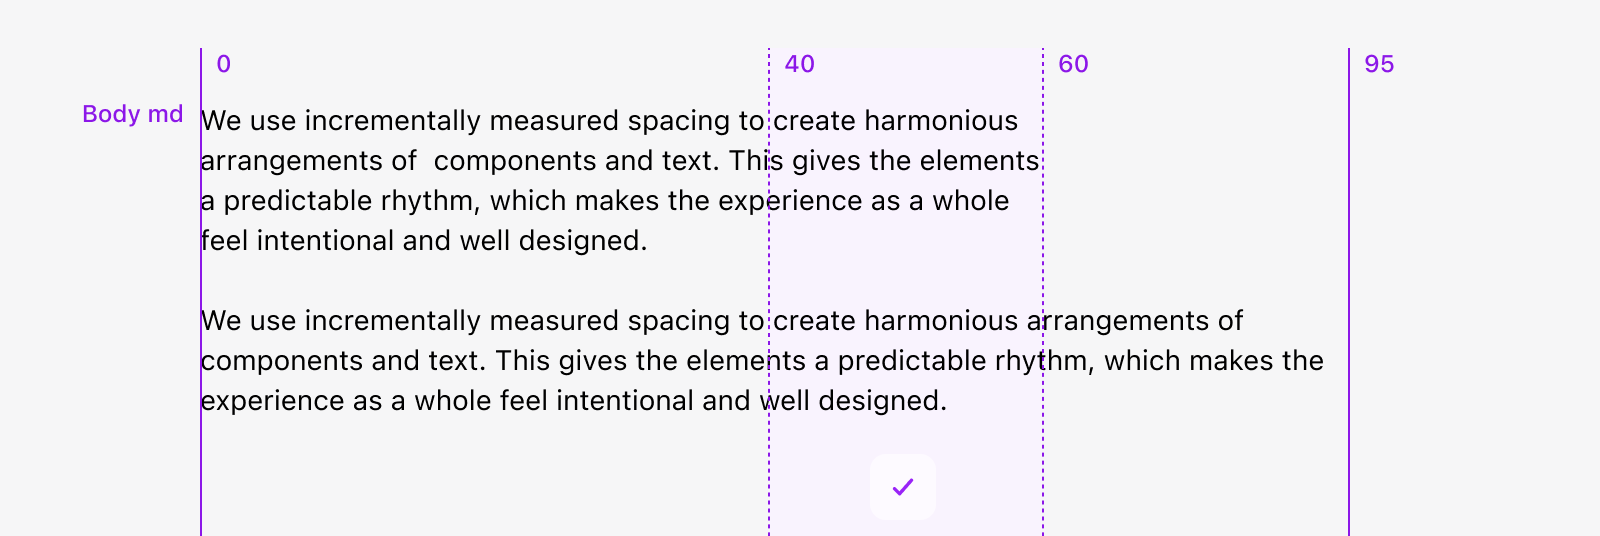 0 40 60 95
Body md
We use incrementally measured spacing to create harmonious
arrangements of  components and text. This gives the elements
a predictable rhythm, which makes the experience as a whole
feel intentional and well designed.
We use incrementally measured spacing to create harmonious arrangements of
components and text. This gives the elements a predictable rhythm, which makes the
experience as a whole feel intentional and well designed.